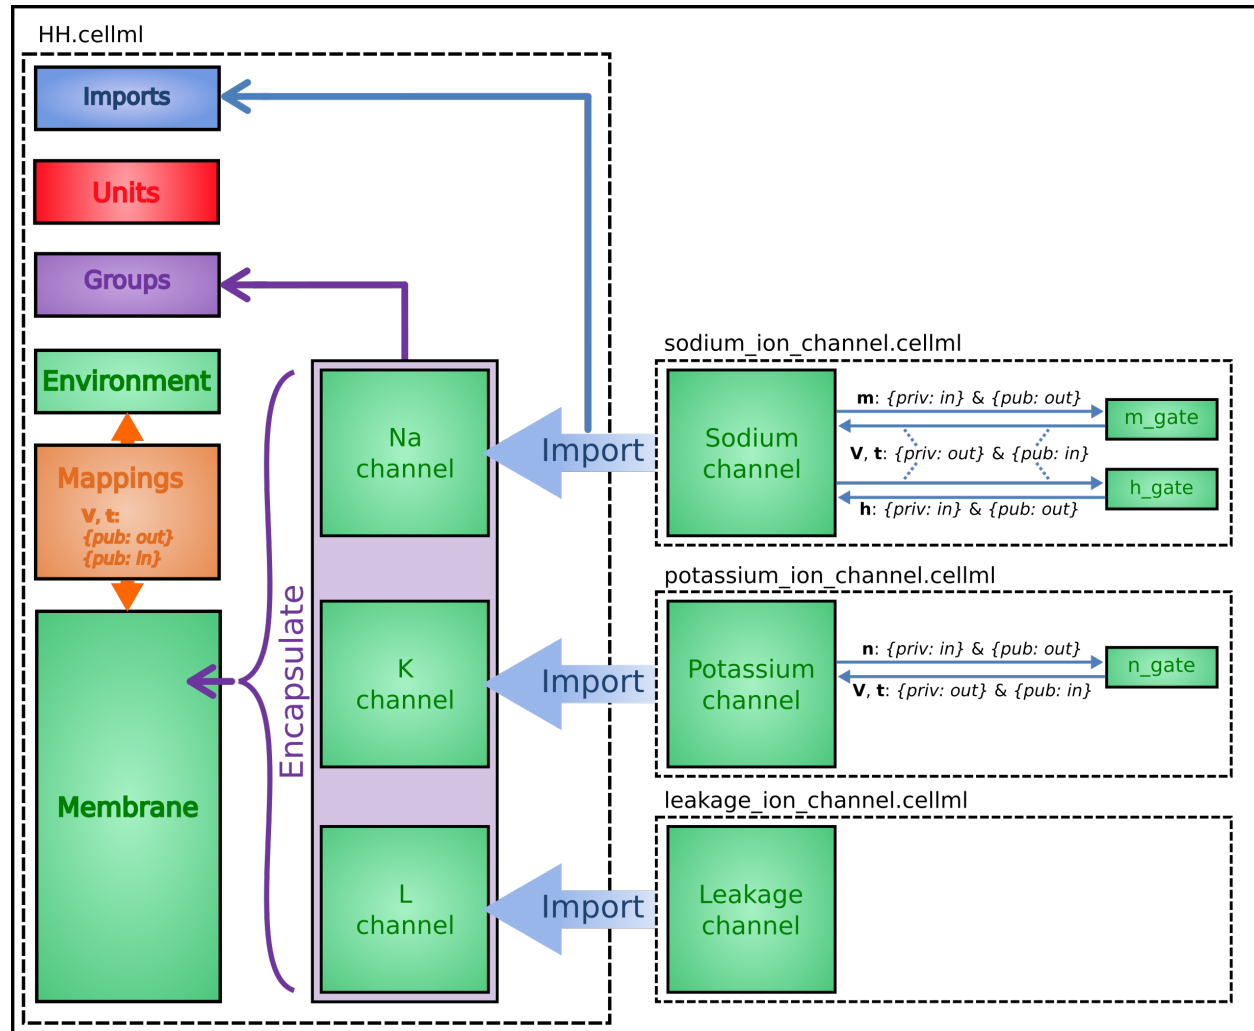 HH.cellml
Imports
Units
Groups
Environment
Mappings
V, t:
{pub: out}
{pub: in}
Membrane
Encapsulate
Na
channel
K
channel
L
channel
Import
Import
Import
sodium_ion_channel.cellml
Sodium
channel
m: {priv: in} & {pub: out}
V, t: {priv: out} & {pub: in}
h: {priv: in} & {pub: out}
m_gate
h_gate
potassium_ion_channel.cellml
Potassium
channel
n: {priv: in} & {pub: out}
V, t: {priv: out} & {pub: in}
n_gate
leakage_ion_channel.cellml
Leakage
channel